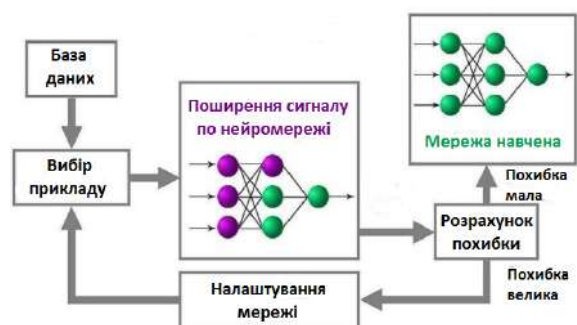 База
даних
Вибір
прикладу
Поширення сигналу
по нейромережі
Мережа навчена
Похибка
мала
Розрахунок
похибки
Похибка
велика
Налаштування
мережі